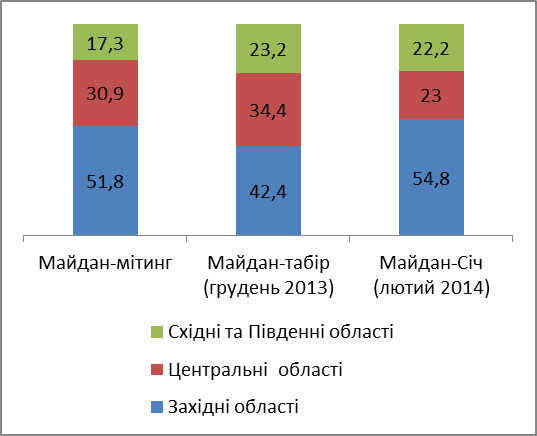 17,3
23,2
22,2
30,9
34,4
23
51,8
42,4
54,8
Майдан-мітинг
Майдан-табір
(грудень 2013)
Майдан-Січ
(лютий 2014)
Східні та Південні області
Центральні  області
Західні області